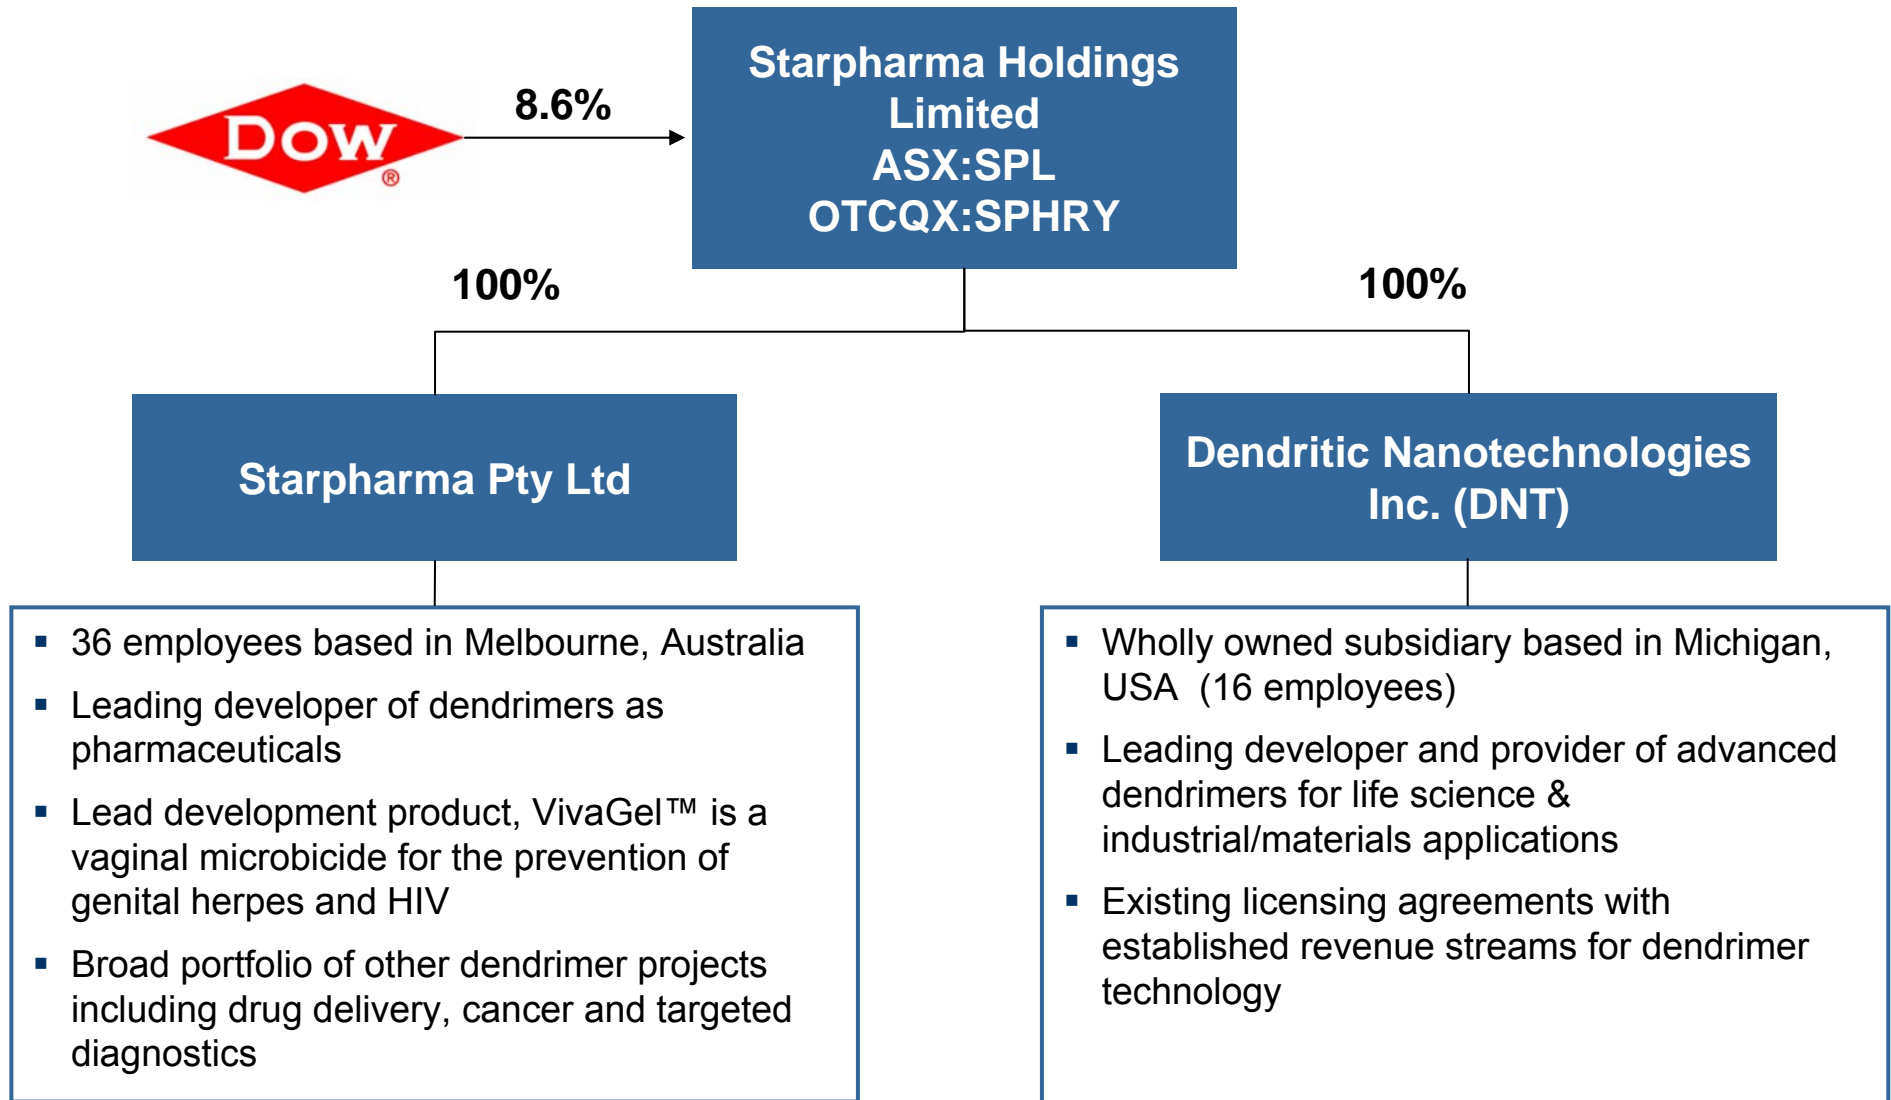 Dow
®
8.6%
Starpharma Holdings
Limited
ASX:SPL
OTCQX:SPHRY
100%
100%
Starpharma Pty Ltd
Dendritic Nanotechnologies
Inc. (DNT)
▪ 36 employees based in Melbourne, Australia
▪ Leading developer of dendrimers as
pharmaceuticals
▪ Lead development product, VivaGel™ is a
vaginal microbicide for the prevention of
genital herpes and HIV
▪ Broad portfolio of other dendrimer projects
including drug delivery, cancer and targeted
diagnostics
▪ Wholly owned subsidiary based in Michigan,
USA (16 employees)
▪ Leading developer and provider of advanced
dendrimers for life science &
industrial/materials applications
▪ Existing licensing agreements with
established revenue streams for dendrimer
technology